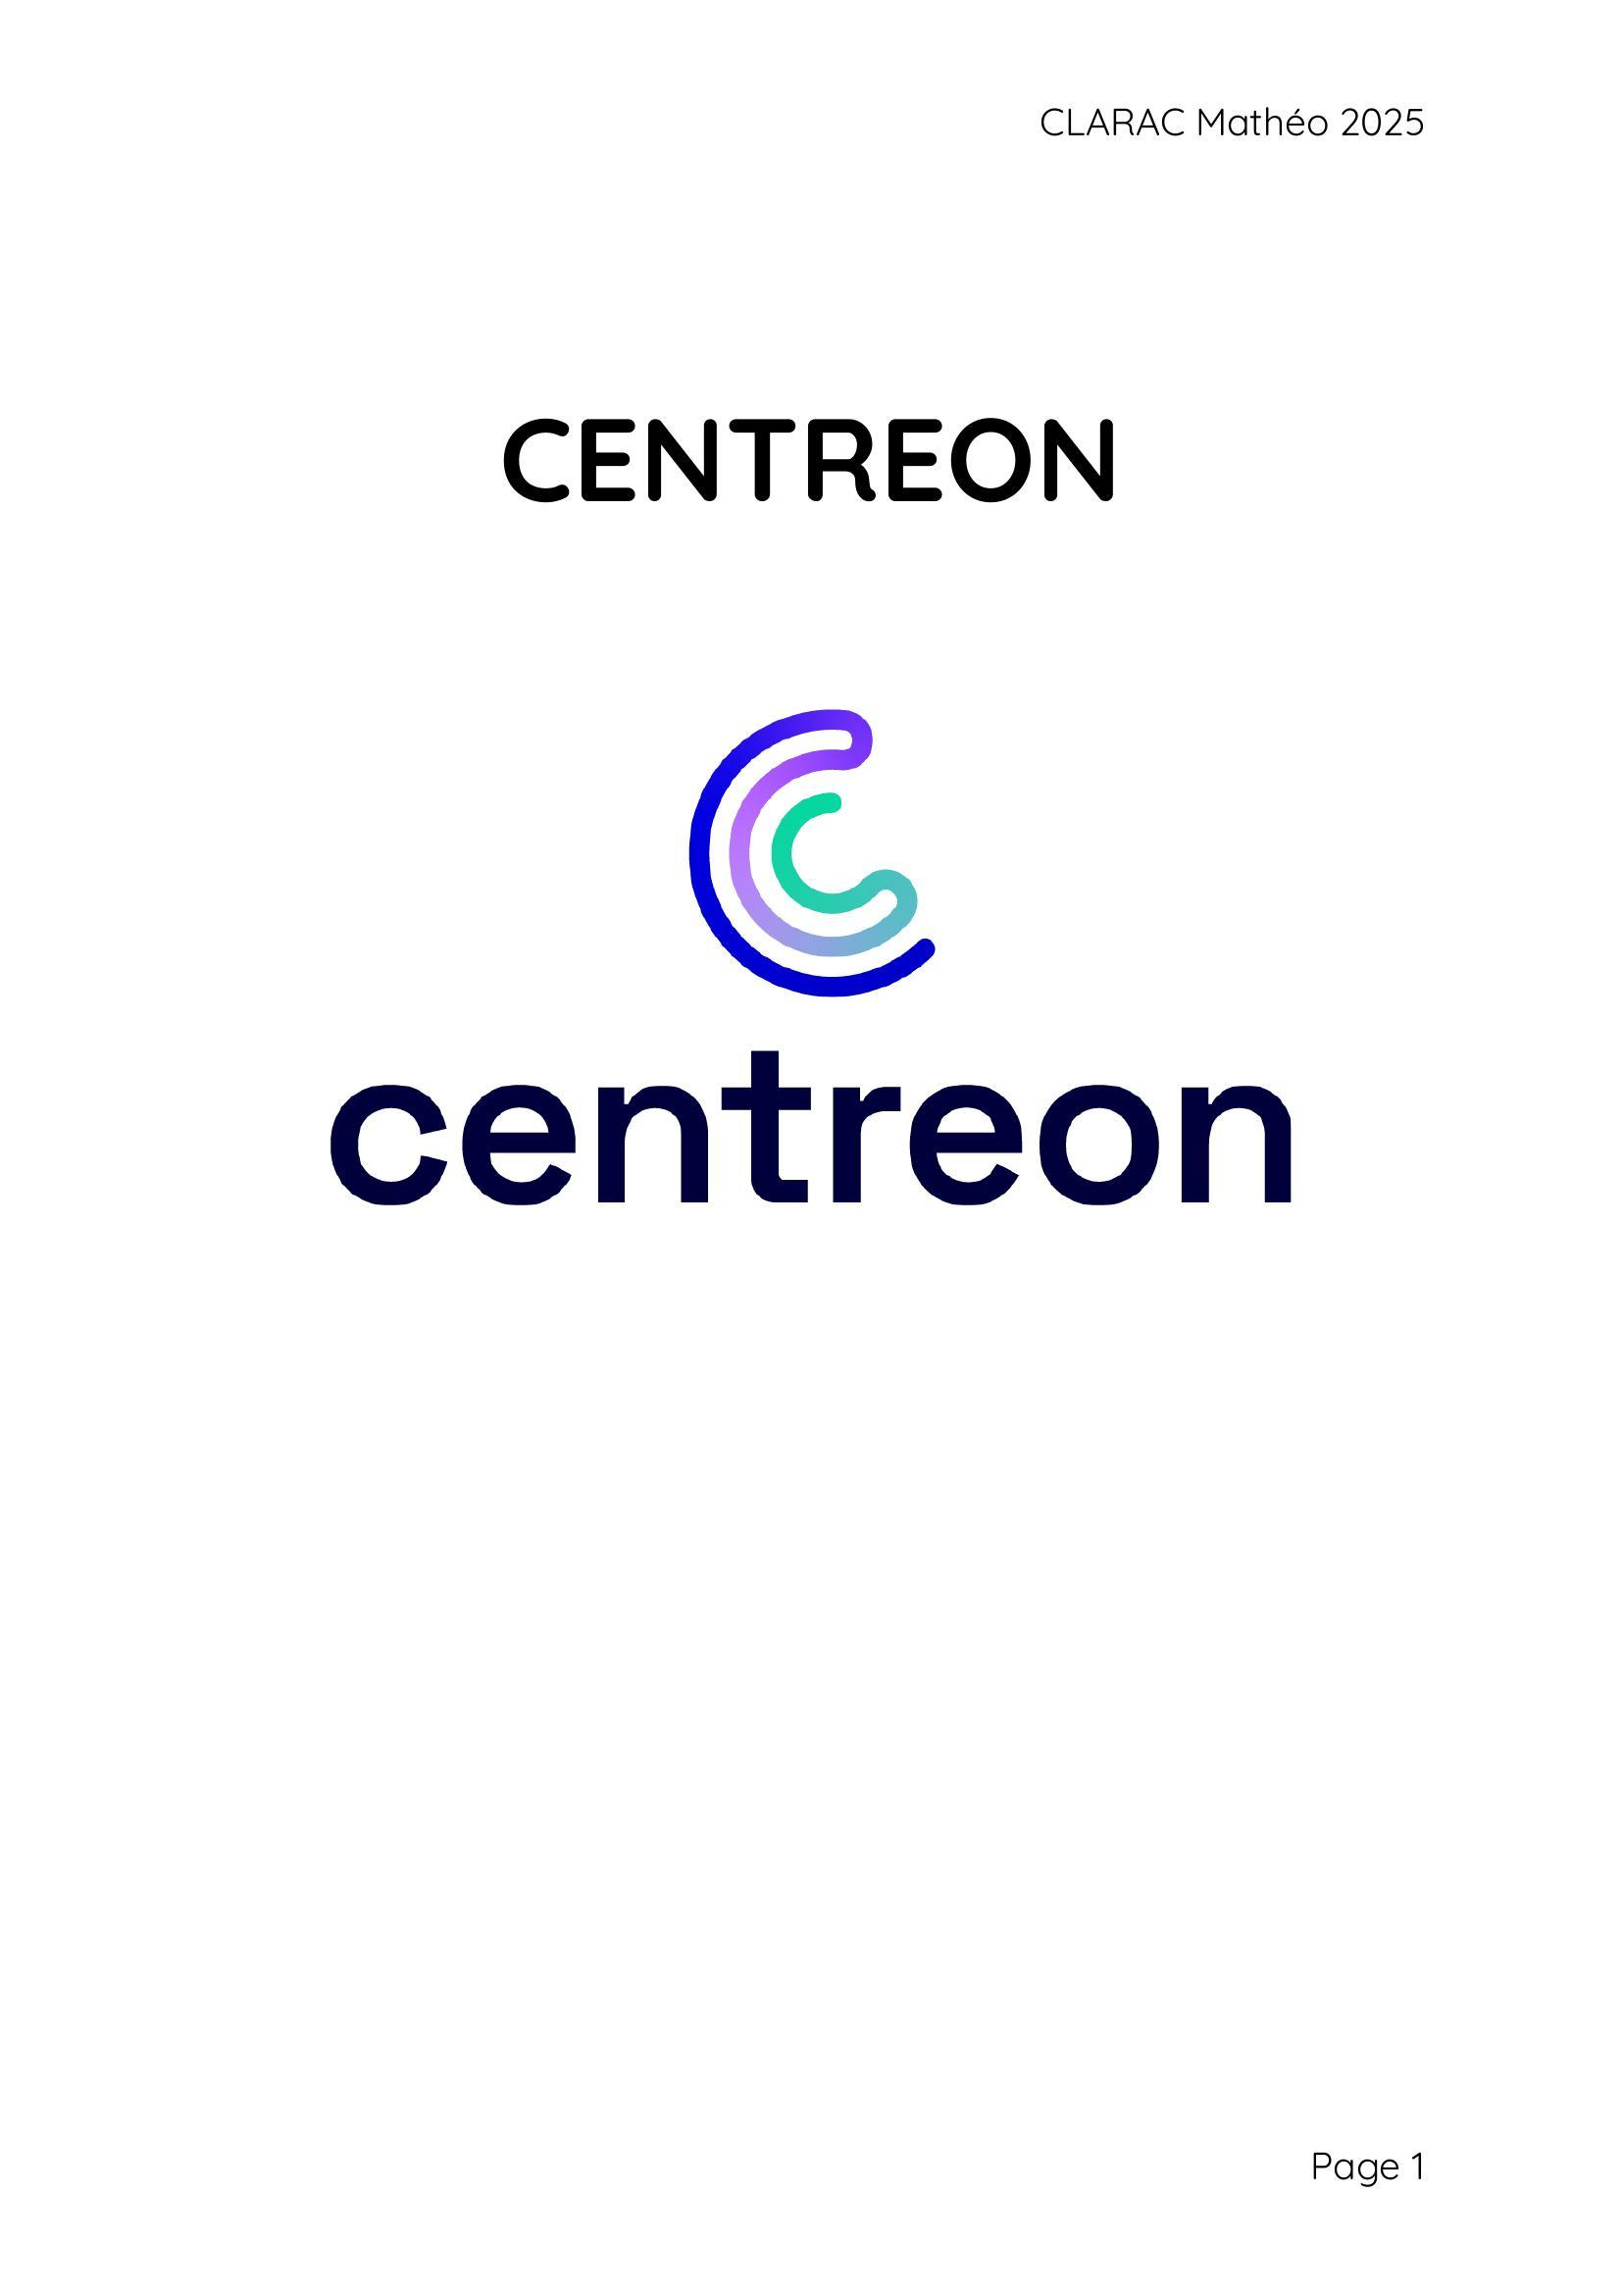 CLARAC Mathéo 2025
CENTREON
centreon
Page 1